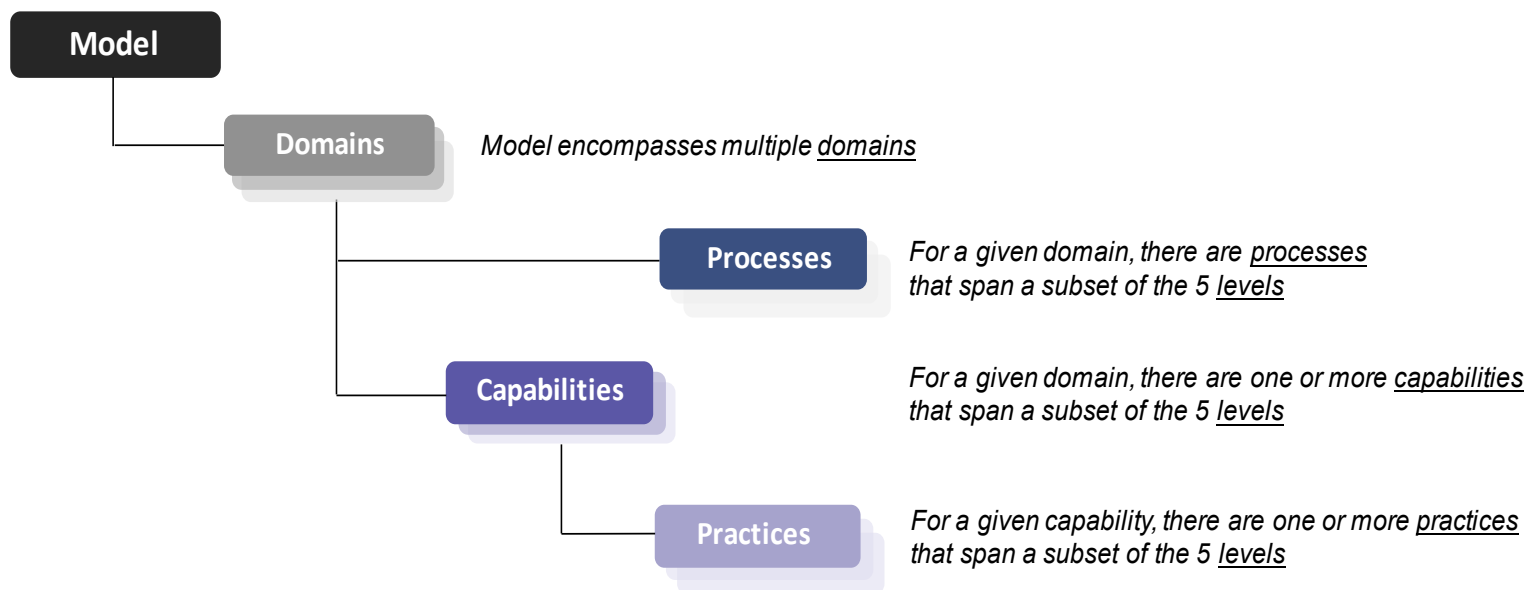 Model
Domains
Model encompasses multiple domains
Processes
For a given domain, there are processes
that span a subset of the 5 levels
Capabilities
For a given domain, there are one or more capabilities
that span a subset of the 5 levels
Practices
For a given capability, there are one or more practices
that span a subset of the 5 levels